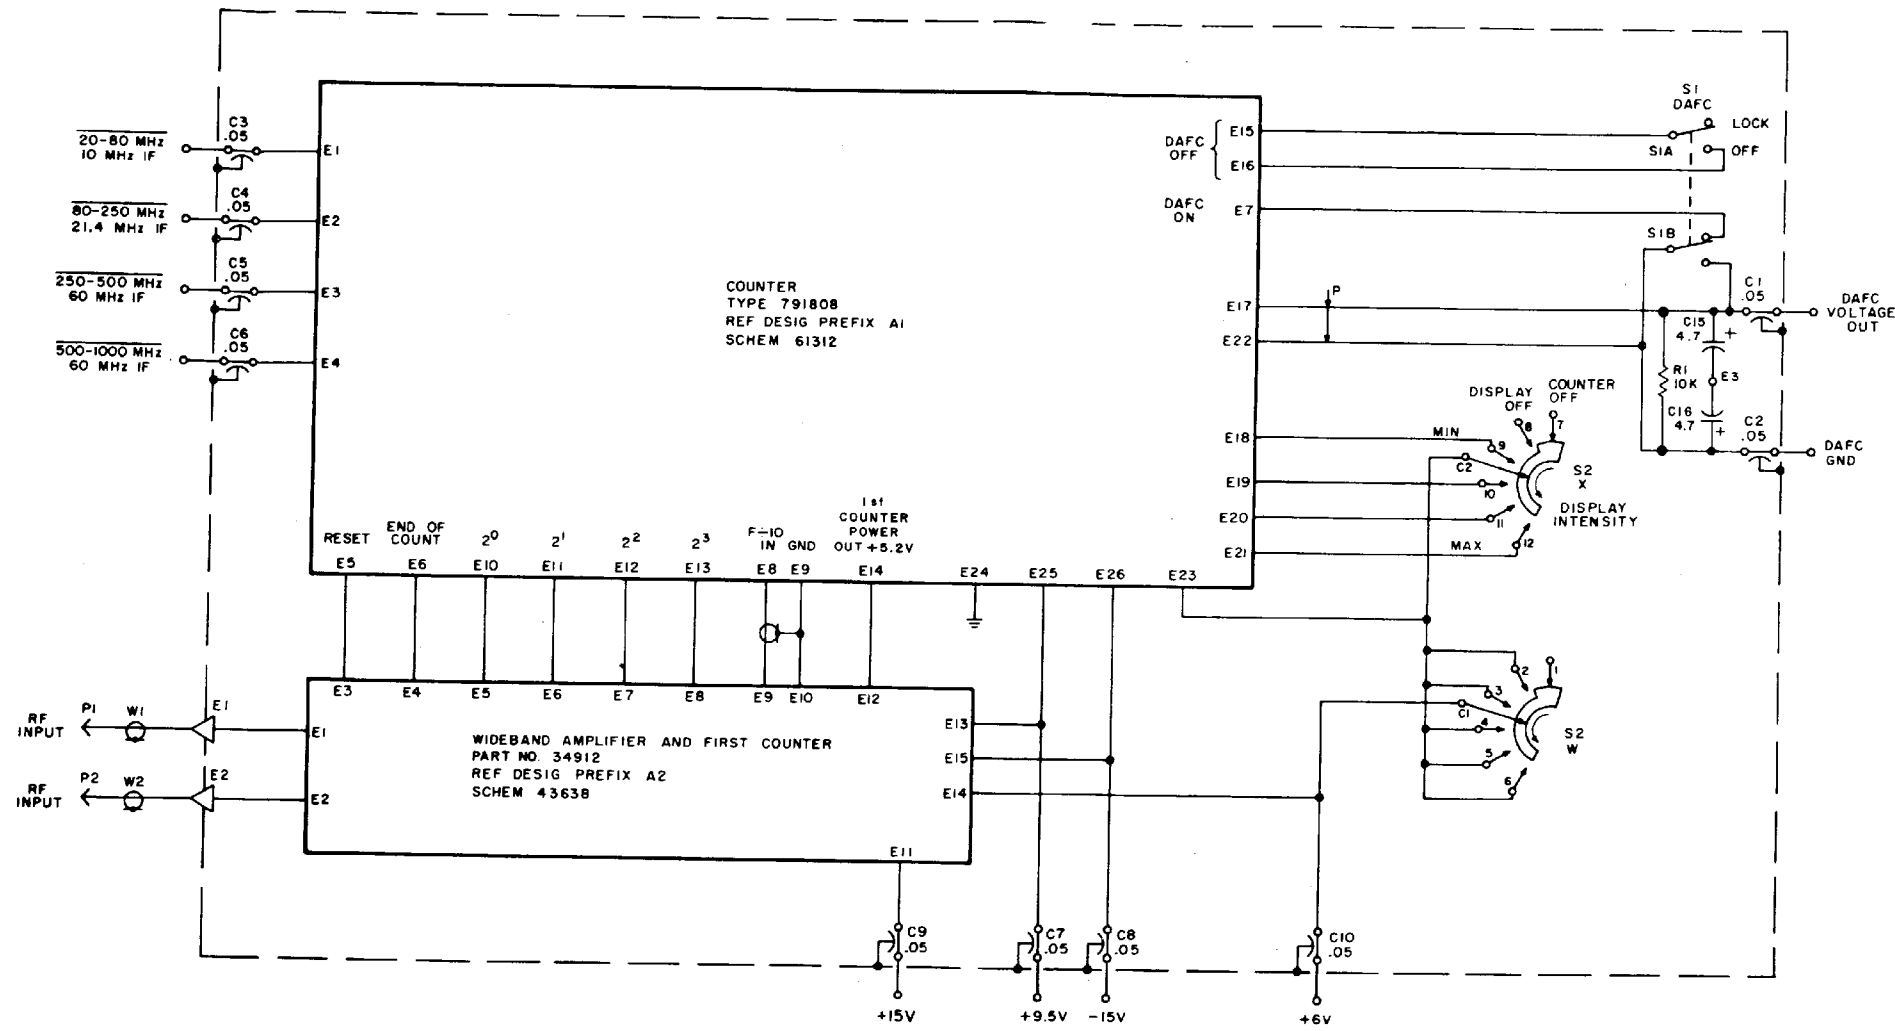 20-80 MHz
10 MHz IF
C3
.05
E1
80-250 MHz
21.4 MHz IF
C4
.05
E2
250-500 MHz
60 MHz IF
C5
.05
E3
500-1000 MHz
60 MHz IF
C6
.05
E4
COUNTER
TYPE 791808
REF DESIG PREFIX A1
SCHEM 61312
DAFC
OFF
E15
E16
DAFC
ON
E7
E17
E22
P
E18
E19
E20
E21
S1
DAFC
LOCK
S1A
OFF
S1B
C1
.05
DAFC
VOLTAGE
OUT
C15
4.7
+
R1
10K
E3
C16
4.7
+
C2
.05
DAFC
GND
DISPLAY
OFF
COUNTER
OFF
8
7
MIN
9
C2
10
11
MAX
12
S2
X
DISPLAY
INTENSITY
RESET
E5
END OF
COUNT
E6
2⁰
E10
2¹
E11
2²
E12
2³
E13
F÷10
IN
E8
GND
E9
1st
COUNTER
POWER
OUT +5.2V
E14
E24
E25
E26
E23
E3
E4
E5
E6
E7
E8
E9
E10
E12
E13
E15
E14
RF
INPUT
P1
W1
E1
E1
RF
INPUT
P2
W2
E2
E2
WIDEBAND AMPLIFIER AND FIRST COUNTER
PART NO. 34912
REF DESIG PREFIX A2
SCHEM 43638
E11
2
1
3
C1
4
5
6
S2
W
C9
.05
+15V
C7
.05
+9.5V
C8
.05
-15V
C10
.05
+6V